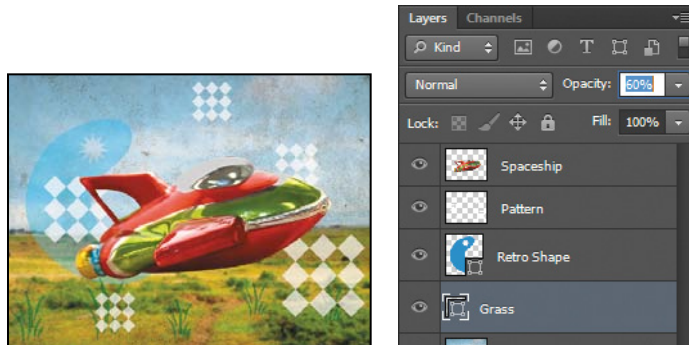 Layers Channels
Kind T
Normal Opacity: 60%
Lock: Fill: 100%
Spaceship
Pattern
Retro Shape
Grass